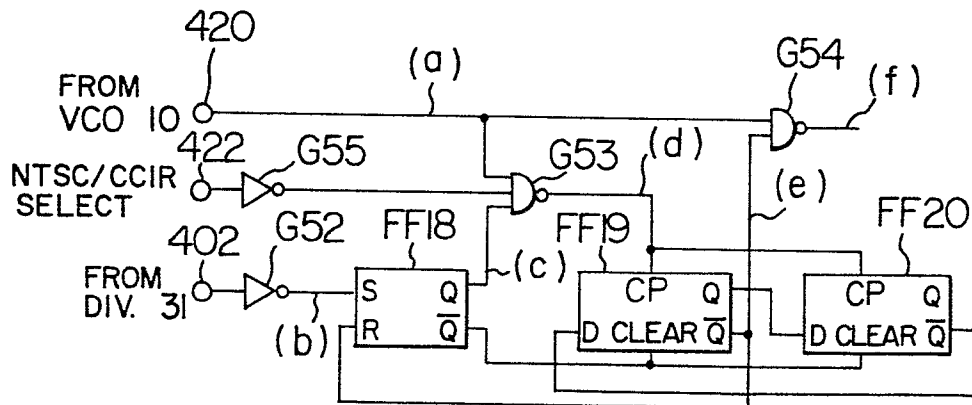 420
FROM
VCO 10
(a)
G54
(f)
422
NTSC/CCIR
SELECT
G55
G53
(d)
(e)
402
FROM
DIV. 31
G52
(b)
FF18
S Q
R Q̅
(c)
FF19
CP Q
D CLEAR Q̅
FF20
CP Q
D CLEAR Q̅